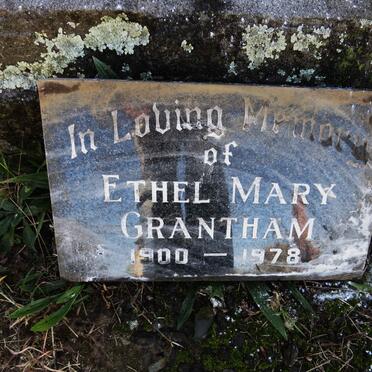 In Loving Memory
of
ETHEL MARY
GRANTHAM
1900 — 1978